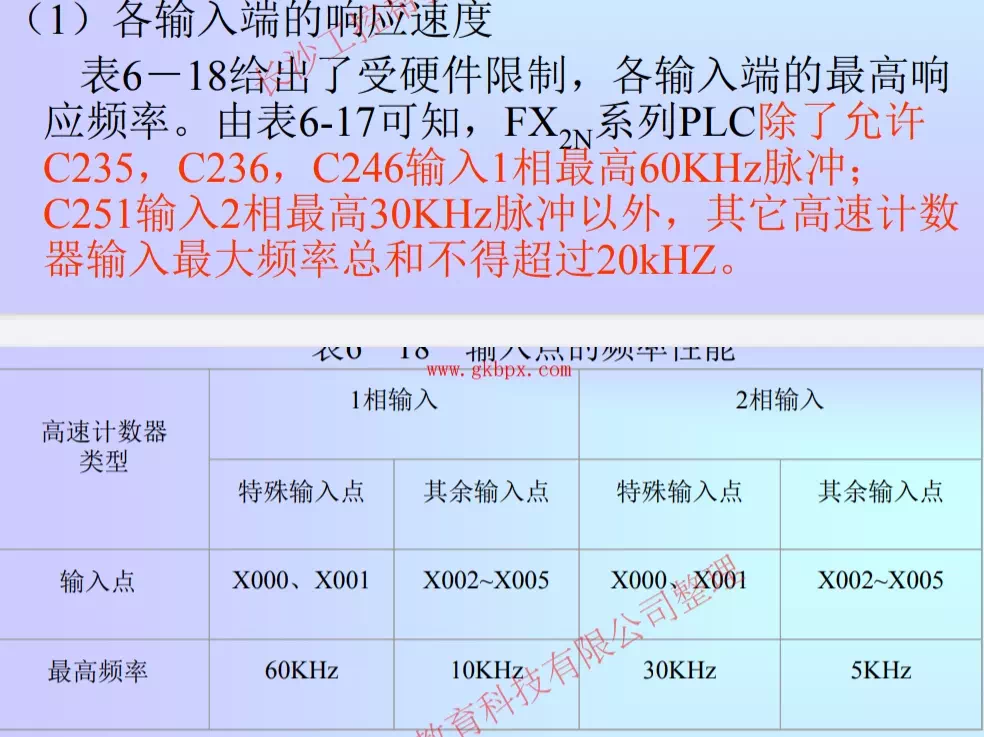 （1）各输入端的响应速度
表6－18给出了受硬件限制，各输入端的最高响
应频率。由表6-17可知，FX2N系列PLC除了允许
C235，C236，C246输入1相最高60KHz脉冲；
C251输入2相最高30KHz脉冲以外，其它高速计数
器输入最大频率总和不得超过20kHZ。
长沙工控
表6 18 输入点的频率性能
www.gkbpx.com
高速计数器
类型
1相输入
2相输入
特殊输入点
其余输入点
特殊输入点
其余输入点
输入点
X000、X001
X002~X005
X000、X001
X002~X005
最高频率
60KHz
10KHz
30KHz
5KHz
教育科技有限公司整理